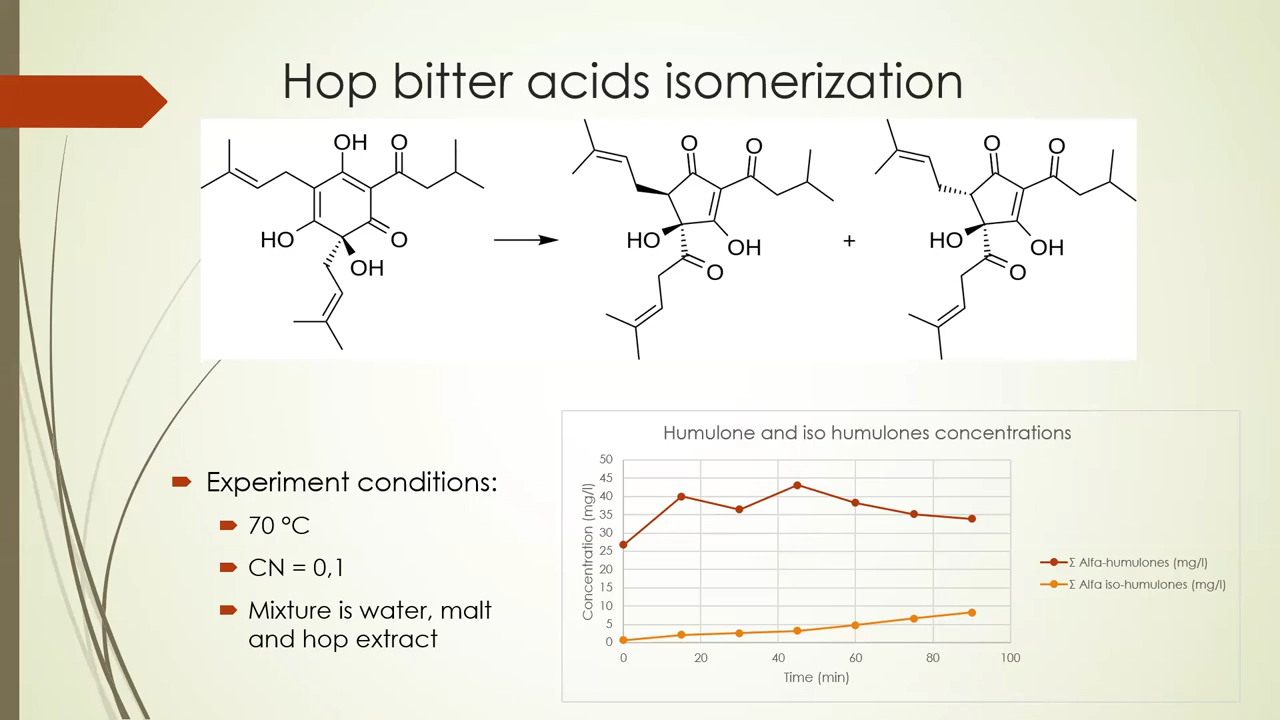 Hop bitter acids isomerization
OH O
HO O
OH
O O
HO OH
O
+
O O
HO OH
O
Experiment conditions:
70 °C
CN = 0,1
Mixture is water, malt
and hop extract
Humulone and iso humulones concentrations
Concentration (mg/l)
50
45
40
35
30
25
20
15
10
5
0
0 20 40 60 80 100
Time (min)
Σ Alfa-humulones (mg/l)
Σ Alfa iso-humulones (mg/l)